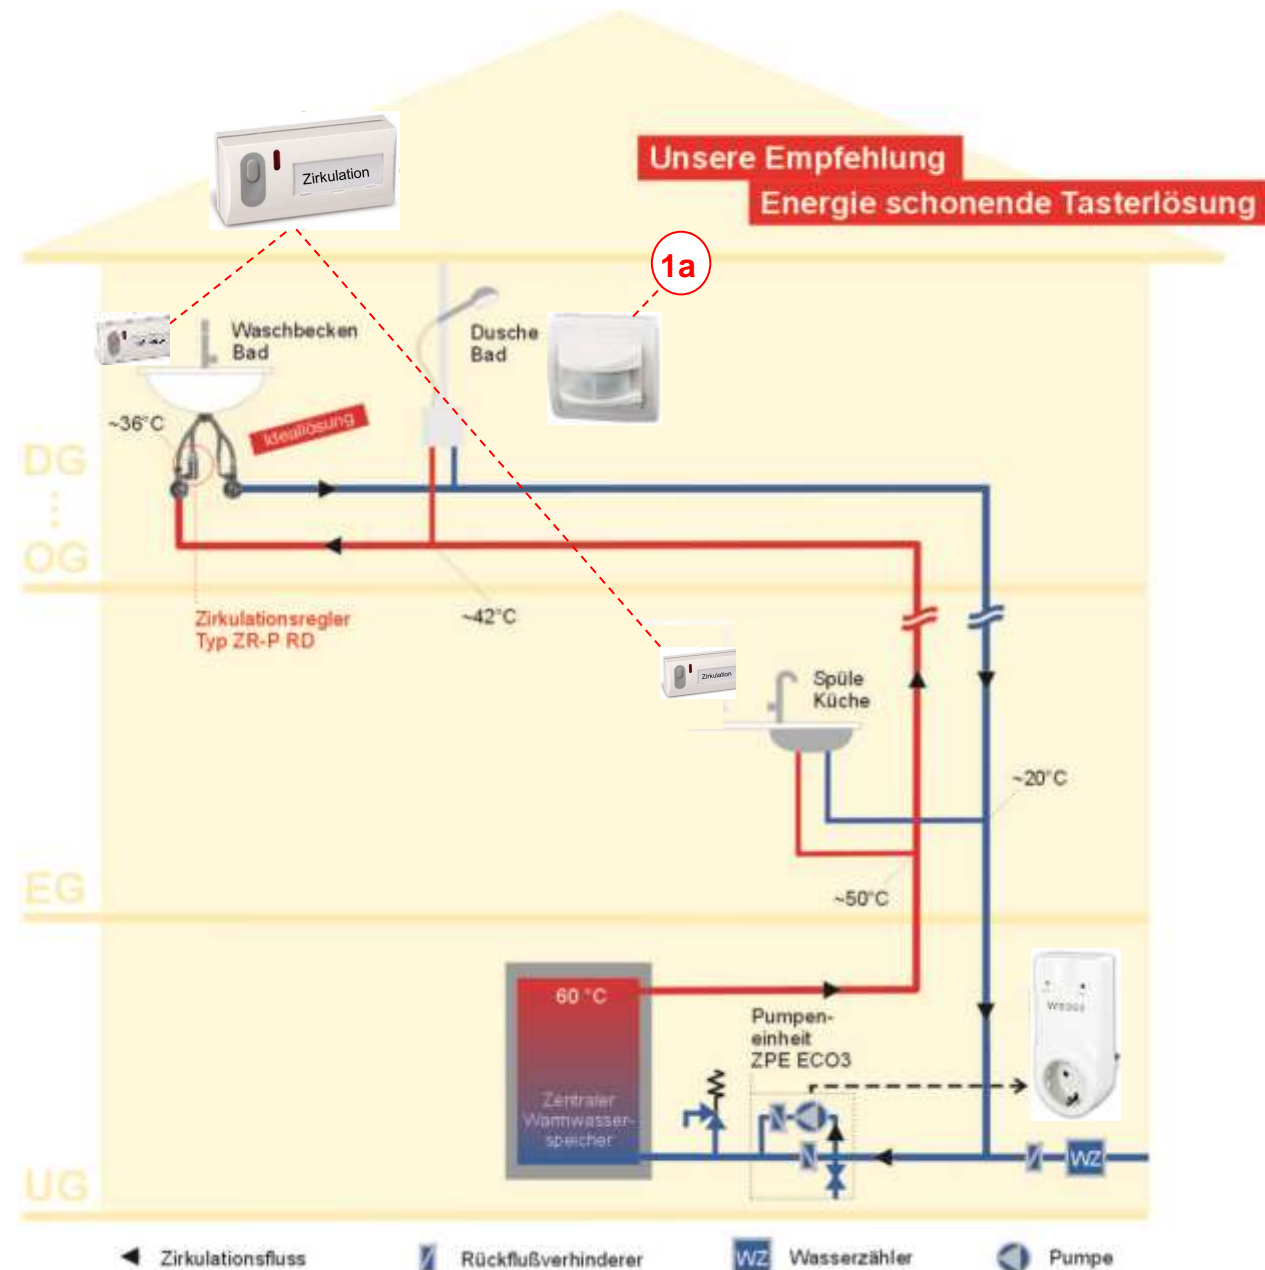 Unsere Empfehlung
Energie schonende Tasterlösung
Zirkulation
1a
Waschbecken
Bad
Dusche
Bad
~36°C
Ideallösung
DG
OG
Zirkulationsregler
Typ ZR-P RD
~42°C
Zirkulation
Spüle
Küche
~20°C
~50°C
EG
60 °C
Pumpen-
einheit
ZPE ECO3
Zentraler
Warmwasser-
speicher
WZ
UG
Zirkulationsfluss
Rückflußverhinderer
WZ
Wasserzähler
Pumpe